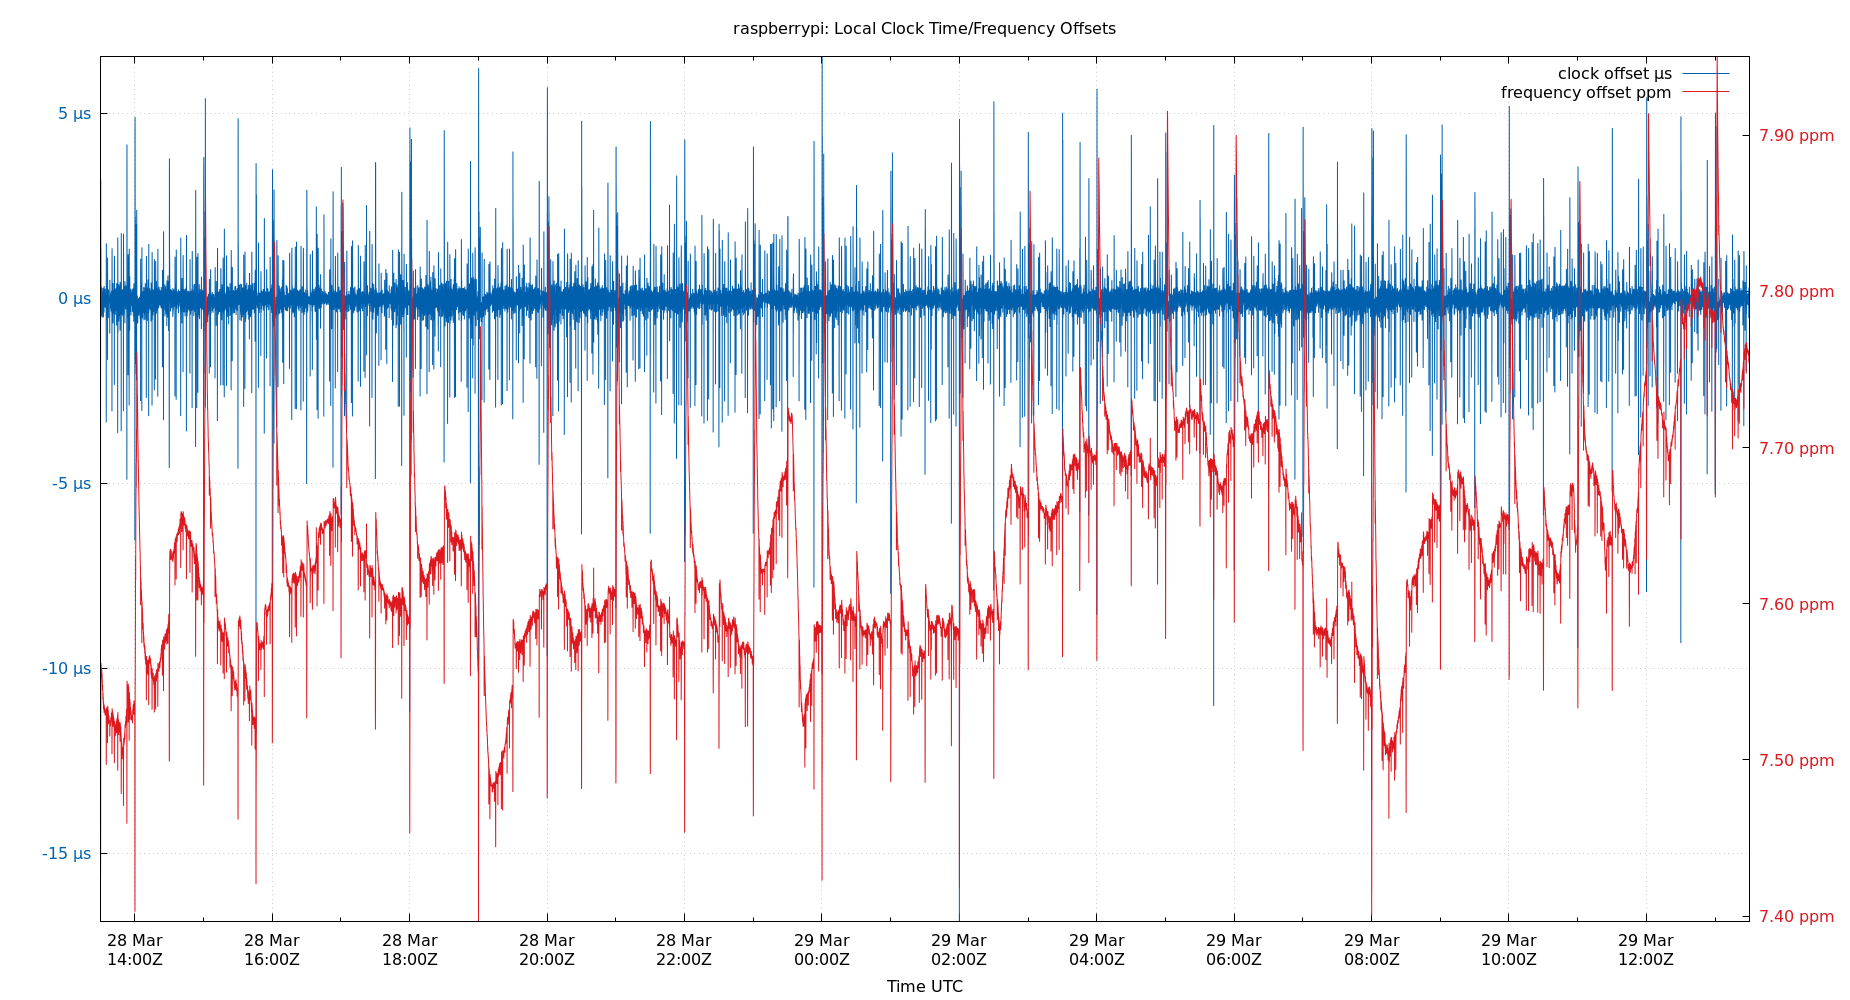 raspberrypi: Local Clock Time/Frequency Offsets
clock offset µs
frequency offset ppm
5 µs
0 µs
-5 µs
-10 µs
-15 µs
7.90 ppm
7.80 ppm
7.70 ppm
7.60 ppm
7.50 ppm
7.40 ppm
28 Mar
14:00Z
28 Mar
16:00Z
28 Mar
18:00Z
28 Mar
20:00Z
28 Mar
22:00Z
29 Mar
00:00Z
29 Mar
02:00Z
29 Mar
04:00Z
29 Mar
06:00Z
29 Mar
08:00Z
29 Mar
10:00Z
29 Mar
12:00Z
Time UTC